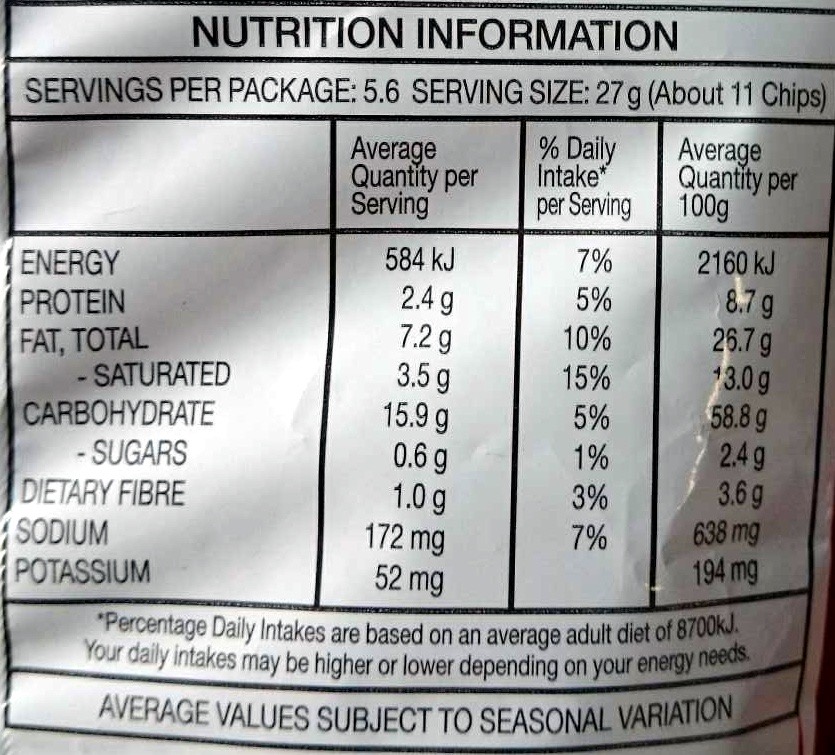 NUTRITION INFORMATION
SERVINGS PER PACKAGE: 5.6 SERVING SIZE: 27 g (About 11 Chips)
Average Quantity per Serving % Daily Intake* per Serving Average Quantity per 100g
ENERGY 584 kJ 7% 2160 kJ
PROTEIN 2.4 g 5% 8.7 g
FAT, TOTAL 7.2 g 10% 26.7 g
- SATURATED 3.5 g 15% 13.0 g
CARBOHYDRATE 15.9 g 5% 58.8 g
- SUGARS 0.6 g 1% 2.4 g
DIETARY FIBRE 1.0 g 3% 3.6 g
SODIUM 172 mg 7% 638 mg
POTASSIUM 52 mg 194 mg
*Percentage Daily Intakes are based on an average adult diet of 8700kJ.
Your daily intakes may be higher or lower depending on your energy needs.
AVERAGE VALUES SUBJECT TO SEASONAL VARIATION